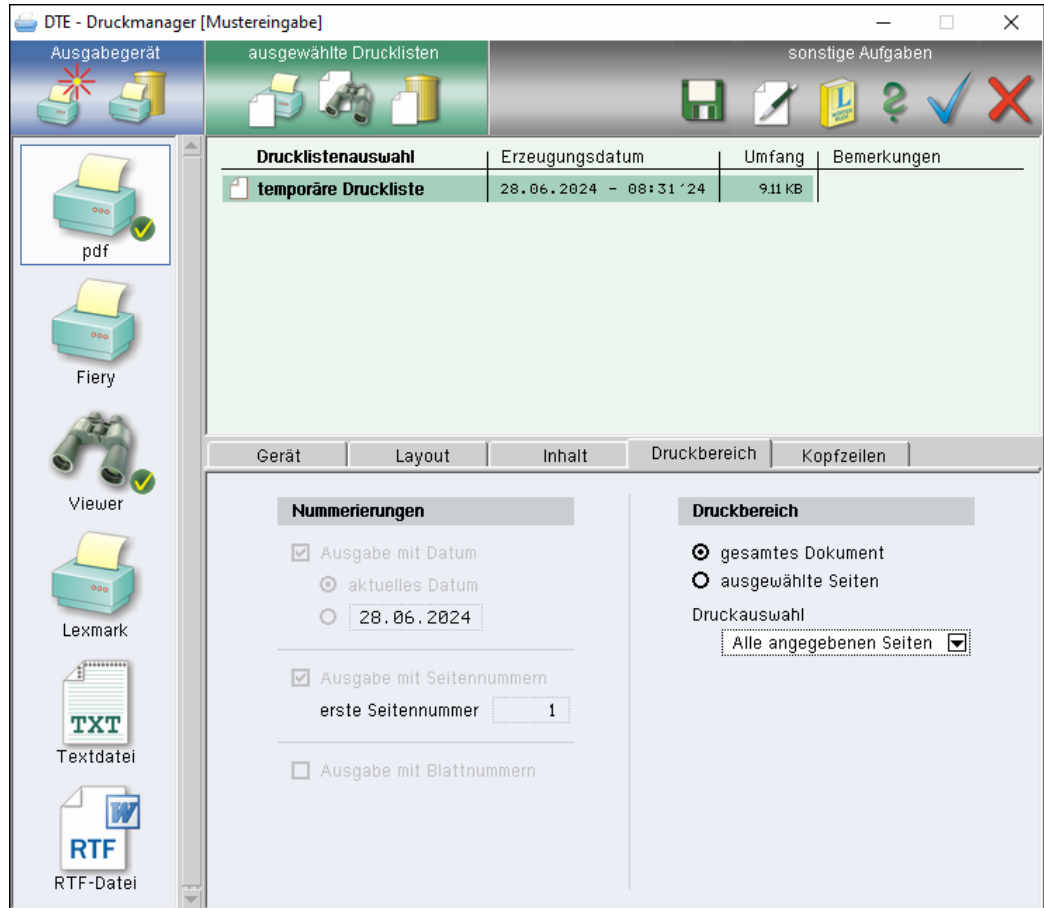 DTE - Druckmanager [Mustereingabe]
Ausgabegerät
ausgewählte Drucklisten
sonstige Aufgaben
L
Drucklistenauswahl Erzeugungsdatum Umfang Bemerkungen
temporäre Druckliste 28.06.2024 - 08:31´24 9.11 KB
pdf
Fiery
Viewer
Lexmark
TXT
Textdatei
W
RTF
RTF-Datei
Gerät Layout Inhalt Druckbereich Kopfzeilen
Nummerierungen
Ausgabe mit Datum
aktuelles Datum
28.06.2024
Ausgabe mit Seitennummern
erste Seitennummer 1
Ausgabe mit Blattnummern
Druckbereich
gesamtes Dokument
ausgewählte Seiten
Druckauswahl
Alle angegebenen Seiten